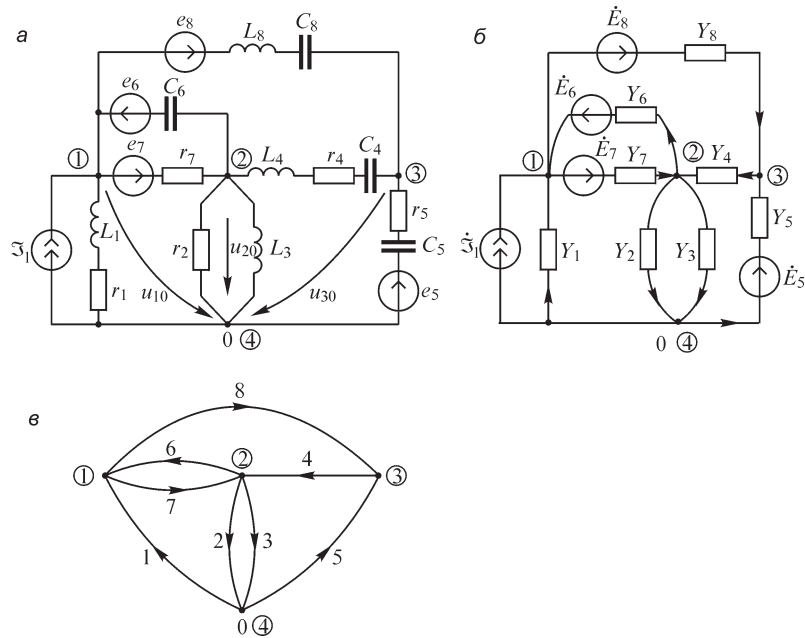 а
e₈ L₈ C₈
e₆ C₆
① e₇ r₇ ② L₄ r₄ C₄ ③
ℑ₁ L₁ r₁ u₁₀ r₂ u₂₀ L₃ u₃₀ r₅ C₅ e₅
0 ④
б
Ė₈ Y₈
Ė₆ Y₆
① Ė₇ Y₇ ② Y₄ ③
ℑ̇₁ Y₁ Y₂ Y₃ Y₅ Ė₅
0 ④
в
8
① 6 ② 4 ③
7
1 2 3 5
0 ④